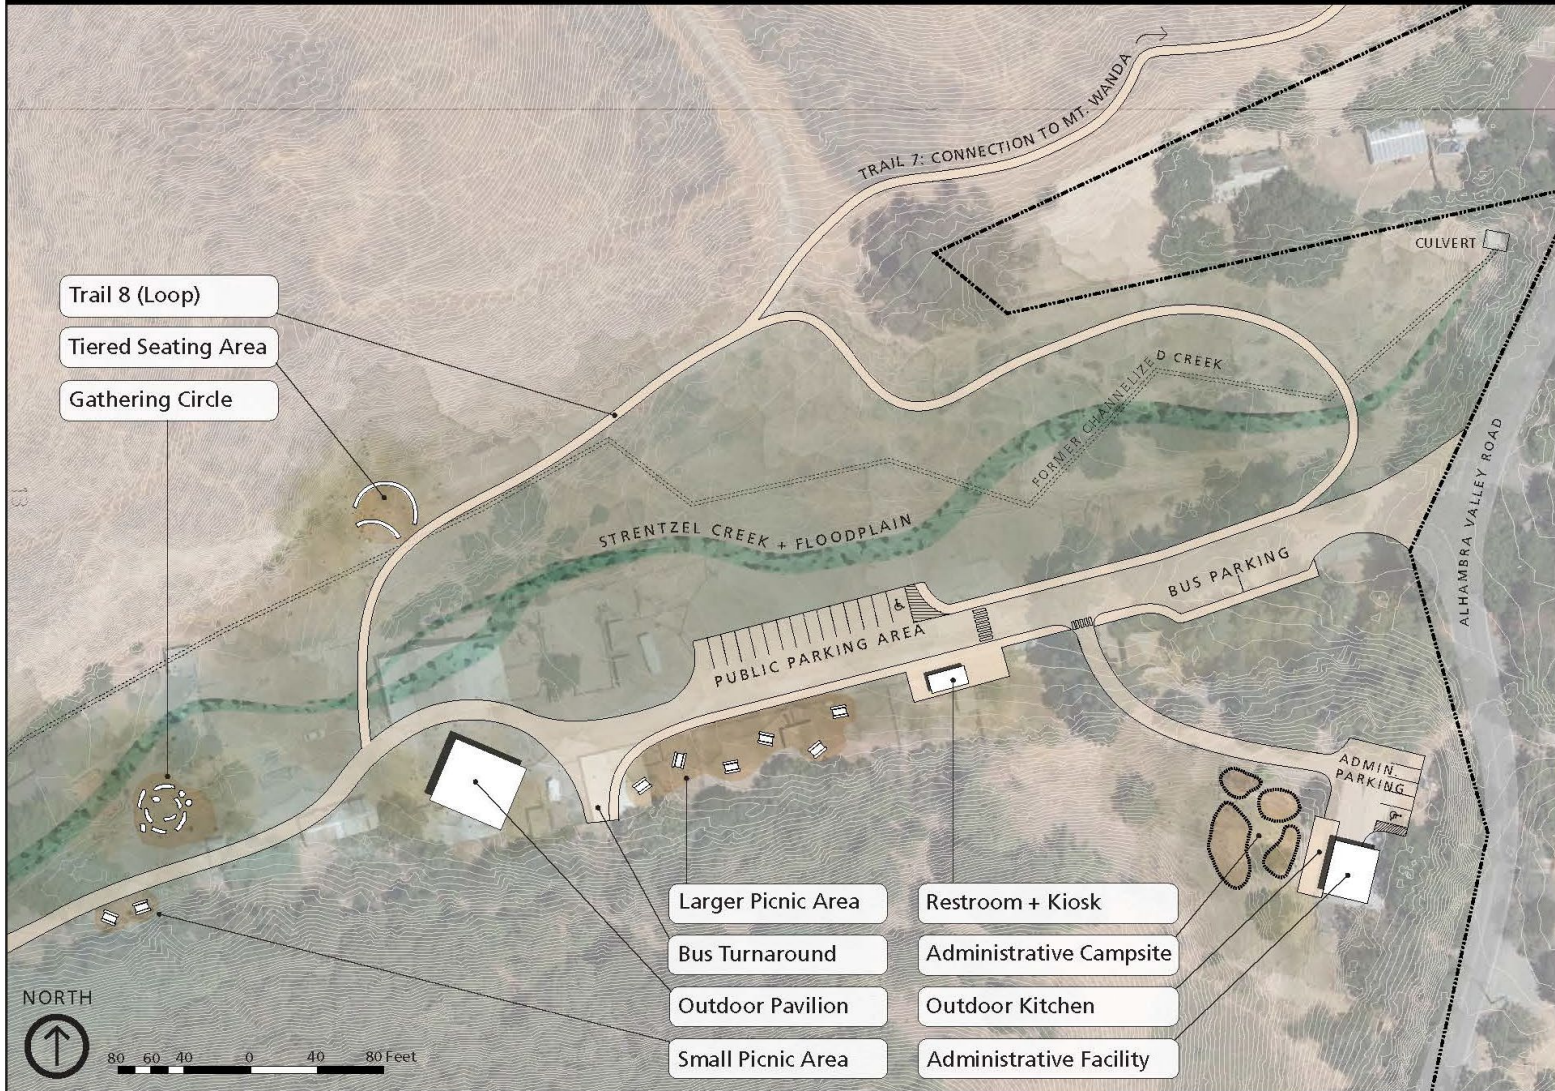 TRAIL 7: CONNECTION TO MT. WANDA
CULVERT
Trail 8 (Loop)
Tiered Seating Area
Gathering Circle
FORMER CHANNELIZED CREEK
ALHAMBRA VALLEY ROAD
STRENTZEL CREEK + FLOODPLAIN
BUS PARKING
PUBLIC PARKING AREA
ADMIN.
PARKING
Larger Picnic Area
Restroom + Kiosk
Bus Turnaround
Administrative Campsite
Outdoor Pavilion
Outdoor Kitchen
Small Picnic Area
Administrative Facility
NORTH
80 60 40 0 40 80 Feet